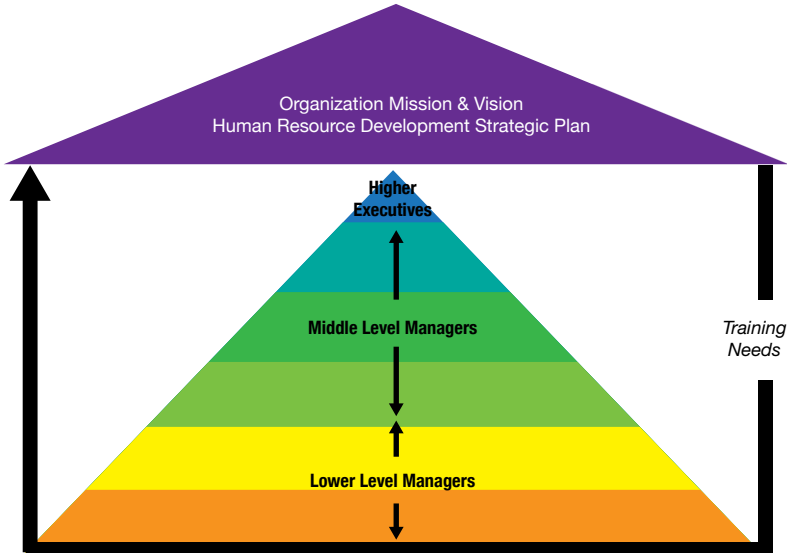 Organization Mission & Vision
Human Resource Development Strategic Plan
Higher
Executives
Middle Level Managers
Training
Needs
Lower Level Managers